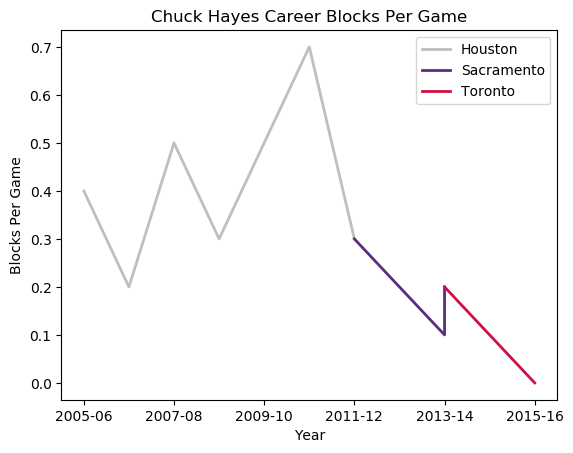 Chuck Hayes Career Blocks Per Game
Houston
Sacramento
Toronto
0.7
0.6
0.5
0.4
0.3
0.2
0.1
0.0
Blocks Per Game
2005-06 2007-08 2009-10 2011-12 2013-14 2015-16
Year